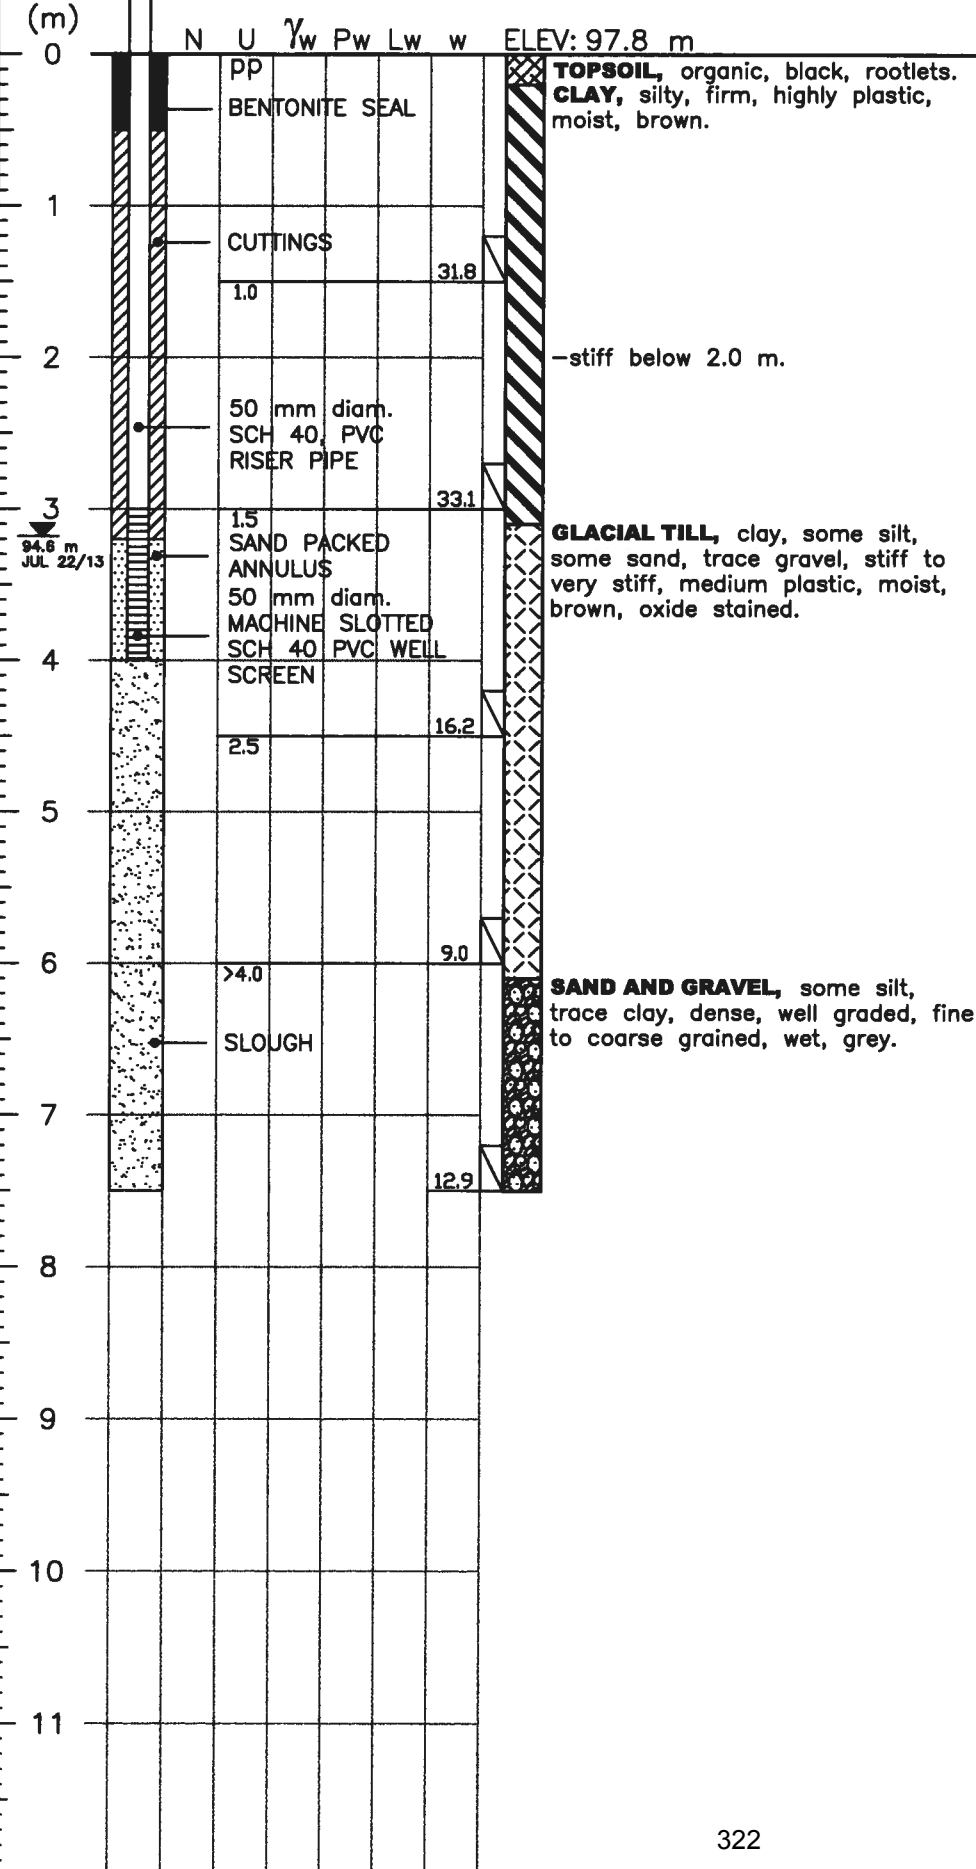 (m)
N U γw Pw Lw w ELEV: 97.8 m
0
PP
TOPSOIL, organic, black, rootlets.
CLAY, silty, firm, highly plastic,
moist, brown.
BENTONITE SEAL
1
CUTTINGS
31.8
1.0
2
-stiff below 2.0 m.
50 mm diam.
SCH 40, PVC
RISER PIPE
3
33.1
1.5
94.6 m
JUL 22/13
SAND PACKED
ANNULUS
GLACIAL TILL, clay, some silt,
some sand, trace gravel, stiff to
very stiff, medium plastic, moist,
brown, oxide stained.
50 mm diam.
MACHINE SLOTTED
SCH 40 PVC WELL
SCREEN
4
16.2
2.5
5
6
9.0
>4.0
SAND AND GRAVEL, some silt,
trace clay, dense, well graded, fine
to coarse grained, wet, grey.
SLOUGH
7
12.9
8
9
10
11
322